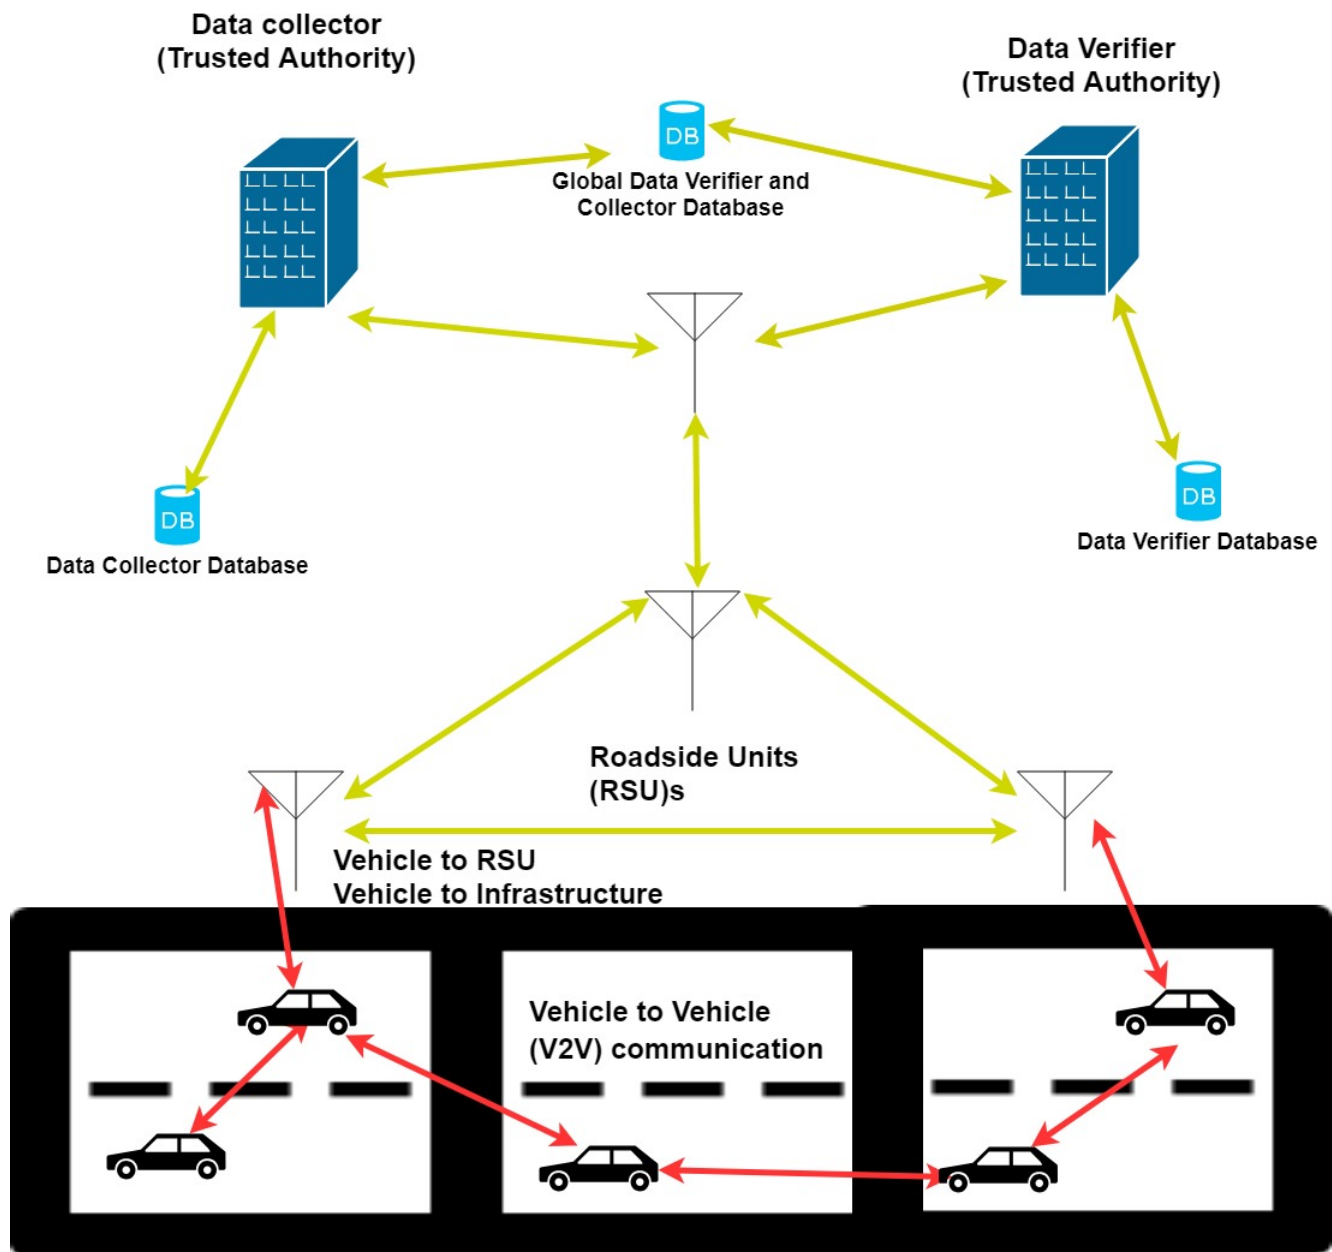 Data collector
(Trusted Authority)
Data Verifier
(Trusted Authority)
DB
Global Data Verifier and
Collector Database
DB
Data Collector Database
DB
Data Verifier Database
Roadside Units
(RSU)s
Vehicle to RSU
Vehicle to Infrastructure
Vehicle to Vehicle
(V2V) communication